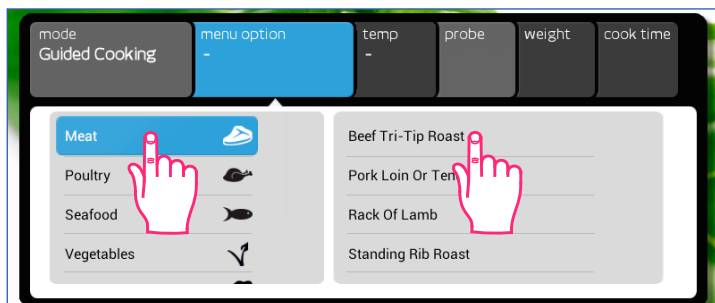 mode
Guided Cooking
menu option
-
temp
-
probe
weight
cook time
Meat
Poultry
Seafood
Vegetables
Beef Tri-Tip Roast
Pork Loin Or
Rack Of Lamb
Standing Rib Roast